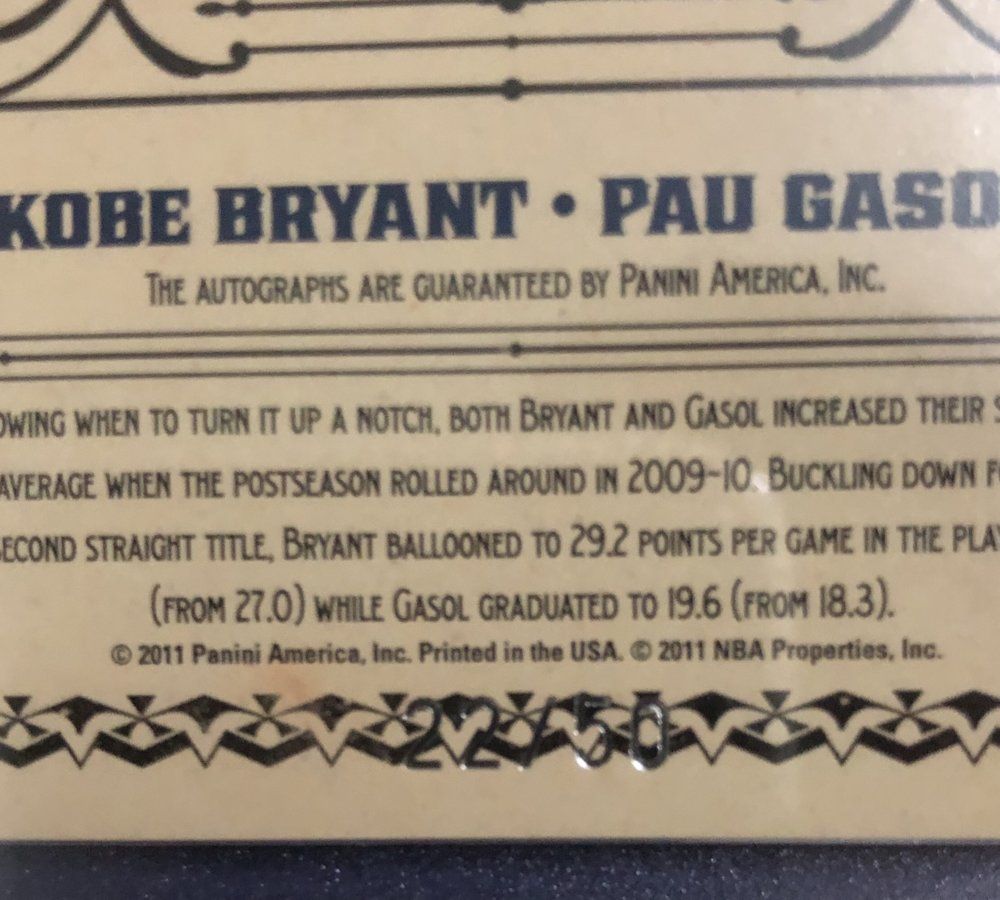 KOBE BRYANT • PAU GASO
THE AUTOGRAPHS ARE GUARANTEED BY PANINI AMERICA, INC.
OWING WHEN TO TURN IT UP A NOTCH, BOTH BRYANT AND GASOL INCREASED THEIR S
AVERAGE WHEN THE POSTSEASON ROLLED AROUND IN 2009-10. BUCKLING DOWN FO
SECOND STRAIGHT TITLE, BRYANT BALLOONED TO 29.2 POINTS PER GAME IN THE PLAY
(FROM 27.0) WHILE GASOL GRADUATED TO 19.6 (FROM 18.3).
© 2011 Panini America, Inc. Printed in the USA. © 2011 NBA Properties, Inc.
22/50